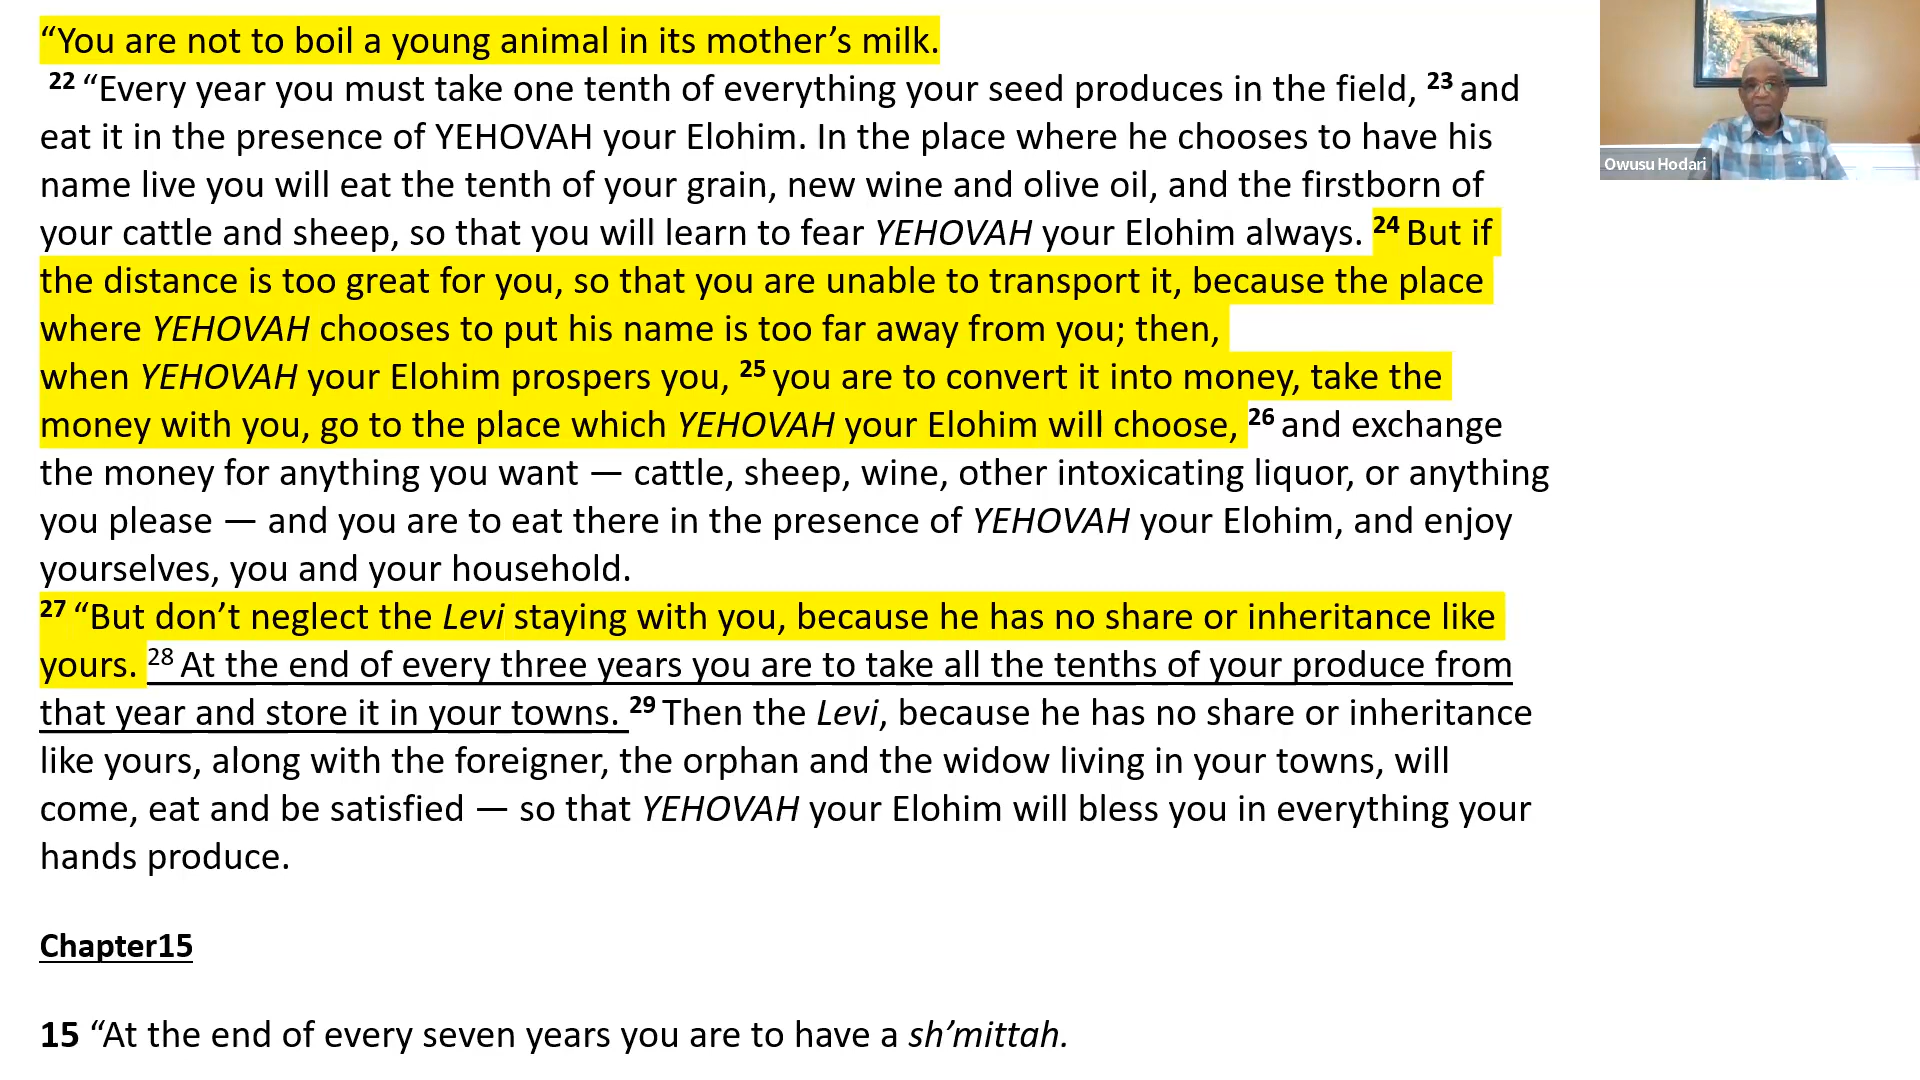 “You are not to boil a young animal in its mother’s milk.
22 “Every year you must take one tenth of everything your seed produces in the field, 23 and
eat it in the presence of YEHOVAH your Elohim. In the place where he chooses to have his
name live you will eat the tenth of your grain, new wine and olive oil, and the firstborn of
your cattle and sheep, so that you will learn to fear YEHOVAH your Elohim always. 24 But if
the distance is too great for you, so that you are unable to transport it, because the place
where YEHOVAH chooses to put his name is too far away from you; then,
when YEHOVAH your Elohim prospers you, 25 you are to convert it into money, take the
money with you, go to the place which YEHOVAH your Elohim will choose, 26 and exchange
the money for anything you want — cattle, sheep, wine, other intoxicating liquor, or anything
you please — and you are to eat there in the presence of YEHOVAH your Elohim, and enjoy
yourselves, you and your household.
27 “But don’t neglect the Levi staying with you, because he has no share or inheritance like
yours. 28 At the end of every three years you are to take all the tenths of your produce from
that year and store it in your towns. 29 Then the Levi, because he has no share or inheritance
like yours, along with the foreigner, the orphan and the widow living in your towns, will
come, eat and be satisfied — so that YEHOVAH your Elohim will bless you in everything your
hands produce.
Chapter15
15 “At the end of every seven years you are to have a sh’mittah.
Owusu Hodari